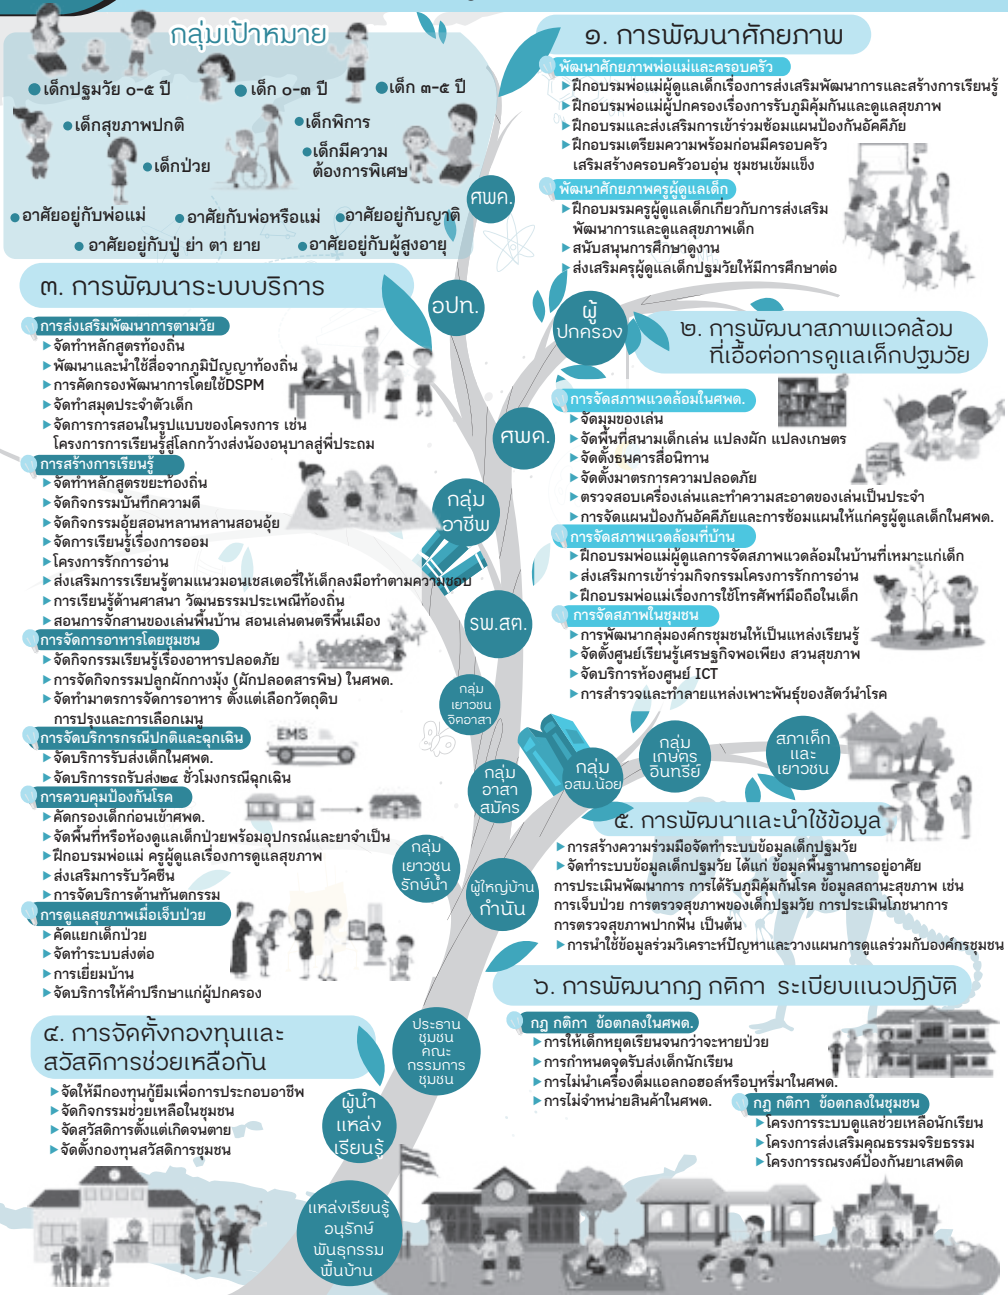 กลุ่มเป้าหมาย
เด็กปฐมวัย ๐-๕ ปี
เด็ก ๐-๓ ปี
เด็ก ๓-๕ ปี
เด็กสุขภาพปกติ
เด็กพิการ
เด็กป่วย
เด็กมีความ
ต้องการพิเศษ
อาศัยอยู่กับพ่อแม่
อาศัยกับพ่อหรือแม่
อาศัยอยู่กับญาติ
อาศัยอยู่กับปู่ ย่า ตา ยาย
อาศัยอยู่กับผู้สูงอายุ
๑. การพัฒนาศักยภาพ
พัฒนาศักยภาพพ่อแม่และครอบครัว
ฝึกอบรมพ่อแม่ผู้ดูแลเด็กเรื่องการส่งเสริมพัฒนาการและสร้างการเรียนรู้
ฝึกอบรมพ่อแม่ผู้ปกครองเรื่องการรับภูมิคุ้มกันและดูแลสุขภาพ
ฝึกอบรมและส่งเสริมการเข้าร่วมซ้อมแผนป้องกันอัคคีภัย
ฝึกอบรมเตรียมความพร้อมก่อนมีครอบครัว
เสริมสร้างครอบครัวอบอุ่น ชุมชนเข้มแข็ง
พัฒนาศักยภาพครูผู้ดูแลเด็ก
ฝึกอบมรมครูผู้ดูแลเด็กเกี่ยวกับการส่งเสริม
พัฒนาการและดูแลสุขภาพเด็ก
สนับสนุนการศึกษาดูงาน
ส่งเสริมครูผู้ดูแลเด็กปฐมวัยให้มีการศึกษาต่อ
ศพค.
อปท.
ผู้
ปกครอง
ศพค.
กลุ่ม
อาชีพ
รพ.สต.
กลุ่ม
เยาวชน
จิตอาสา
กลุ่ม
อาสา
สมัคร
กลุ่ม
อสม.น้อย
กลุ่ม
เกษตร
อินทรีย์
สภาเด็ก
และ
เยาวชน
กลุ่ม
เยาวชน
รักษ์น้ำ
ผู้ใหญ่บ้าน
กำนัน
ประธาน
ชุมชน
คณะ
กรรมการ
ชุมชน
ผู้นำ
แหล่ง
เรียนรู้
แหล่งเรียนรู้
อนุรักษ์
พันธุกรรม
พื้นบ้าน
๒. การพัฒนาสภาพแวดล้อม
ที่เอื้อต่อการดูแลเด็กปฐมวัย
การจัดสภาพแวดล้อมในศพด.
จัดมุมของเล่น
จัดพื้นที่สนามเด็กเล่น แปลงผัก แปลงเกษตร
จัดตั้งธนคารสื่อนิทาน
จัดตั้งมาตรการความปลอดภัย
ตรวจสอบเครื่องเล่นและทำความสะอาดของเล่นเป็นประจำ
การจัดแผนป้องกันอัคคีภัยและการซ้อมแผนให้แก่ครูผู้ดูแลเด็กในศพด.
การจัดสภาพแวดล้อมที่บ้าน
ฝึกอบรมพ่อแม่ผู้ดูแลการจัดสภาพแวดล้อมในบ้านที่เหมาะแก่เด็ก
ส่งเสริมการเข้าร่วมกิจกรรมโครงการรักการอ่าน
ฝึกอบรมพ่อแม่เรื่องการใช้โทรศัพท์มือถือในเด็ก
การจัดสภาพในชุมชน
การพัฒนากลุ่มองค์กรชุมชนให้เป็นแหล่งเรียนรู้
จัดตั้งศูนย์เรียนรู้เศรษฐกิจพอเพียง สวนสุขภาพ
จัดบริการห้องศูนย์ ICT
การสำรวจและทำลายแหล่งเพาะพันธุ์ของสัตว์นำโรค
๓. การพัฒนาระบบบริการ
การส่งเสริมพัฒนาการตามวัย
จัดทำหลักสูตรท้องถิ่น
พัฒนาและนำใช้สื่อจากภูมิปัญญาท้องถิ่น
การคัดกรองพัฒนาการโดยใช้DSPM
จัดทำสมุดประจำตัวเด็ก
จัดการการสอนในรูปแบบของโครงการ เช่น
โครงการการเรียนรู้สู่โลกกว้างส่งน้องอนุบาลสู่พี่ประถม
การสร้างการเรียนรู้
จัดทำหลักสูตรขยะท้องถิ่น
จัดกิจกรรมบันทึกความดี
จัดกิจกรรมอุ้ยสอนหลานหลานสอนอุ้ย
จัดการเรียนรู้เรื่องการออม
โครงการรักการอ่าน
ส่งเสริมการรเรียนรู้ตามแนวมอนเชสเตอรี่ให้เด็กลงมือทำตามความชอบ
การเรียนรู้ด้านศาสนา วัฒนธรรมประเพณีท้องถิ่น
สอนการจักสานของเล่นพื้นบ้าน สอนเล่นดนตรีพื้นเมือง
การจัดการอาหารโดยชุมชน
จัดกิจกรรมเรียนรู้เรื่องอาหารปลอดภัย
การจัดกิจกรรมปลูกผักกางมุ้ง (ผักปลอดสารพิษ) ในศพด.
จัดทำมาตรการจัดการอาหาร ตั้งแต่เลือกวัตถุดิบ
การปรุงและการเลือกเมนู
การจัดบริการกรณีปกติและฉุกเฉิน
EMS
จัดบริการรับส่งเด็กในศพด.
จัดบริการรถรับส่ง๒๔ ชั่วโมงกรณีฉุกเฉิน
การควบคุมป้องกันโรค
คัดกรองเด็กก่อนเข้าศพด.
จัดพื้นที่หรือห้องดูแลเด็กป่วยพร้อมอุปกรณ์และยาจำเป็น
ฝึกอบรมพ่อแม่ ครูผู้ดูแลเรื่องการดูแลสุขภาพ
ส่งเสริมการรับวัคซีน
การจัดบริการด้านทันตกรรม
การดูแลสุขภาพเมื่อเจ็บป่วย
คัดแยกเด็กป่วย
จัดทำระบบส่งต่อ
การเยี่ยมบ้าน
จัดบริการให้คำปรึกษาแก่ผู้ปกครอง
๔. การจัดตั้งกองทุนและ
สวัสดิการช่วยเหลือกัน
จัดให้มีกองทุนกู้ยืมเพื่อการประกอบอาชีพ
จัดกิจกรรมช่วยเหลือในชุมชน
จัดสวัสดิการตั้งแต่เกิดจนตาย
จัดตั้งกองทุนสวัสดิการชุมชน
๕. การพัฒนาและนำใช้ข้อมูล
การสร้างความร่วมมือจัดทำระบบข้อมูลเด็กปฐมวัย
จัดทำระบบข้อมูลเด็กปฐมวัย ได้แก่ ข้อมูลพื้นฐานการอยู่อาศัย
การประเมินพัฒนาการ การได้รับภูมิคุ้มกันโรค ข้อมูลสถานะสุขภาพ เช่น
การเจ็บป่วย การตรวจสุขภาพของเด็กปฐมวัย การประเมินโภชนาการ
การตรวจสุขภาพปากฟัน เป็นต้น
การนำใช้ข้อมูลร่วมวิเคราะห์ปัญหาและวางแผนการดูแลร่วมกับองค์กรชุมชน
๖. การพัฒนากฎ กติกา ระเบียบแนวปฏิบัติ
กฎ กติกา ข้อตกลงในศพด.
การให้เด็กหยุดเรียนจนกว่าจะหายป่วย
การกำหนดจุดรับส่งเด็กนักเรียน
การไม่นำเครื่องดื่มแอลกอฮอล์หรือบุหรี่มาในศพด.
การไม่จำหน่ายสินค้าในศพด.
กฎ กติกา ข้อตกลงในชุมชน
โครงการระบบดูแลช่วยเหลือนักเรียน
โครงการส่งเสริมคุณธรรมจริยธรรม
โครงการรณรงค์ป้องกันยาเสพติด